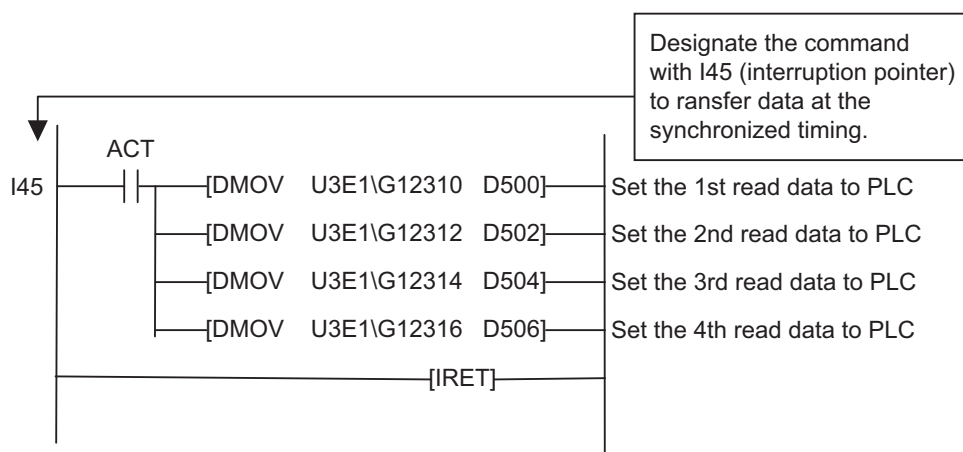 Designate the command
with I45 (interruption pointer)
to ransfer data at the
synchronized timing.
ACT
I45 [DMOV U3E1\G12310 D500] Set the 1st read data to PLC
[DMOV U3E1\G12312 D502] Set the 2nd read data to PLC
[DMOV U3E1\G12314 D504] Set the 3rd read data to PLC
[DMOV U3E1\G12316 D506] Set the 4th read data to PLC
[IRET]